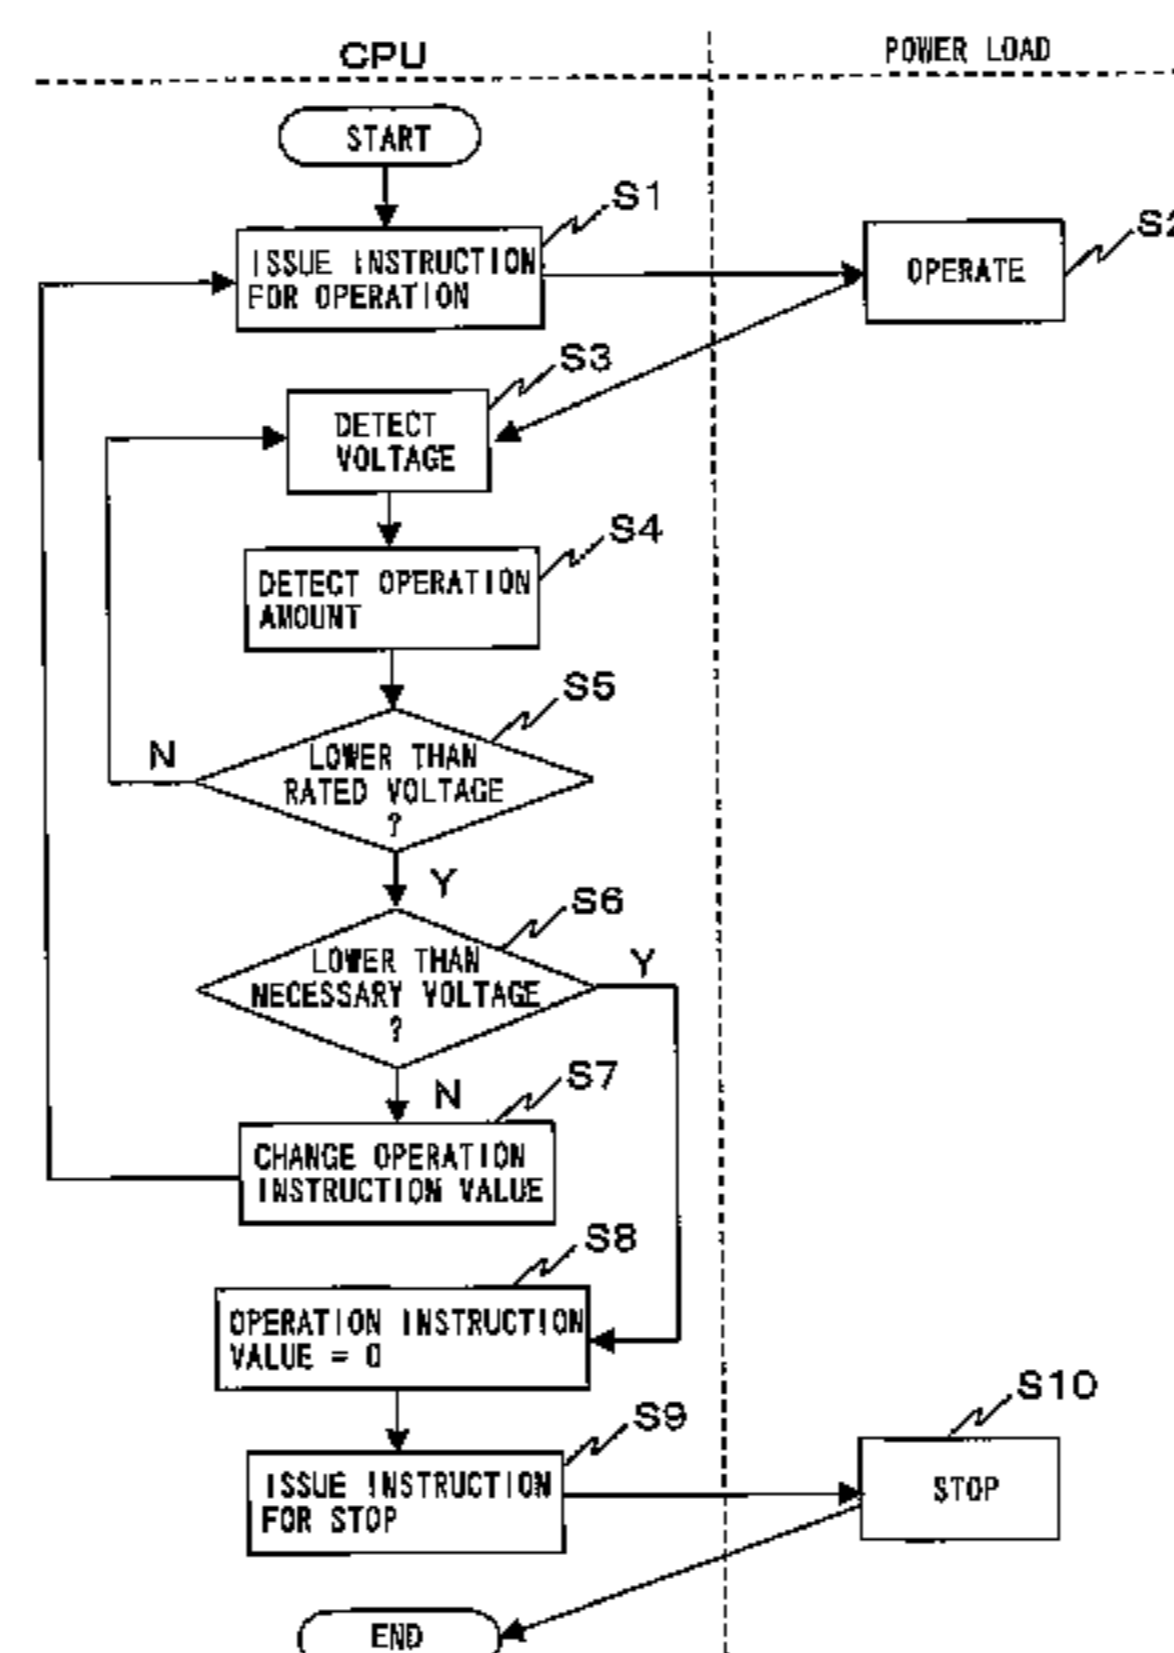 CPU
POWER LOAD
START
S1
ISSUE INSTRUCTION
FOR OPERATION
OPERATE
S2
S3
DETECT
VOLTAGE
S4
DETECT OPERATION
AMOUNT
S5
N
LOWER THAN
RATED VOLTAGE
?
Y
S6
LOWER THAN
NECESSARY VOLTAGE
?
Y
N
S7
CHANGE OPERATION
INSTRUCTION VALUE
S8
OPERATION INSTRUCTION
VALUE = 0
S9
ISSUE INSTRUCTION
FOR STOP
S10
STOP
END